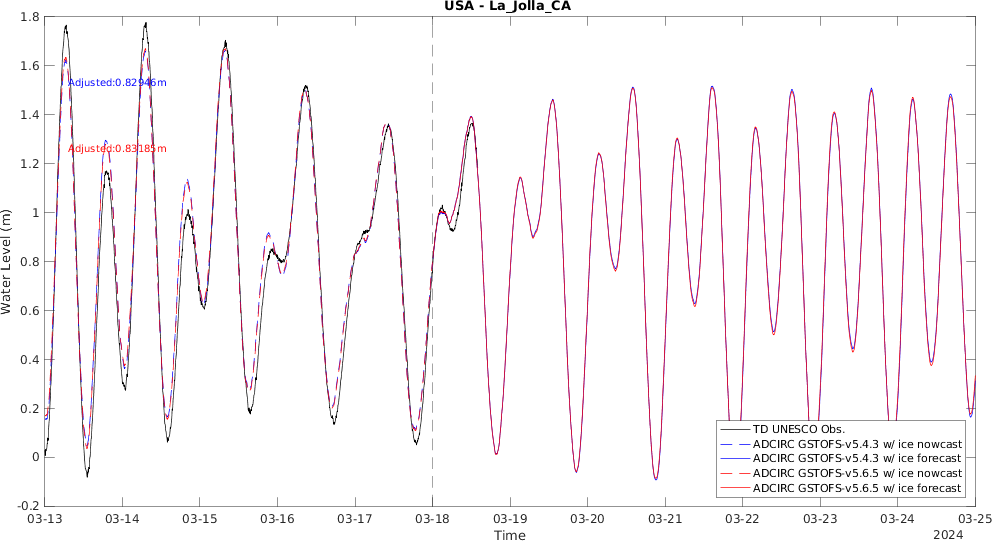 USA - La_Jolla_CA
Water Level (m)
1.8
1.6
1.4
1.2
1
0.8
0.6
0.4
0.2
0
-0.2
Adjusted:0.82946m
Adjusted:0.83185m
TD UNESCO Obs.
ADCIRC GSTOFS-v5.4.3 w/ ice nowcast
ADCIRC GSTOFS-v5.4.3 w/ ice forecast
ADCIRC GSTOFS-v5.6.5 w/ ice nowcast
ADCIRC GSTOFS-v5.6.5 w/ ice forecast
03-13 03-14 03-15 03-16 03-17 03-18 03-19 03-20 03-21 03-22 03-23 03-24 03-25
Time
2024